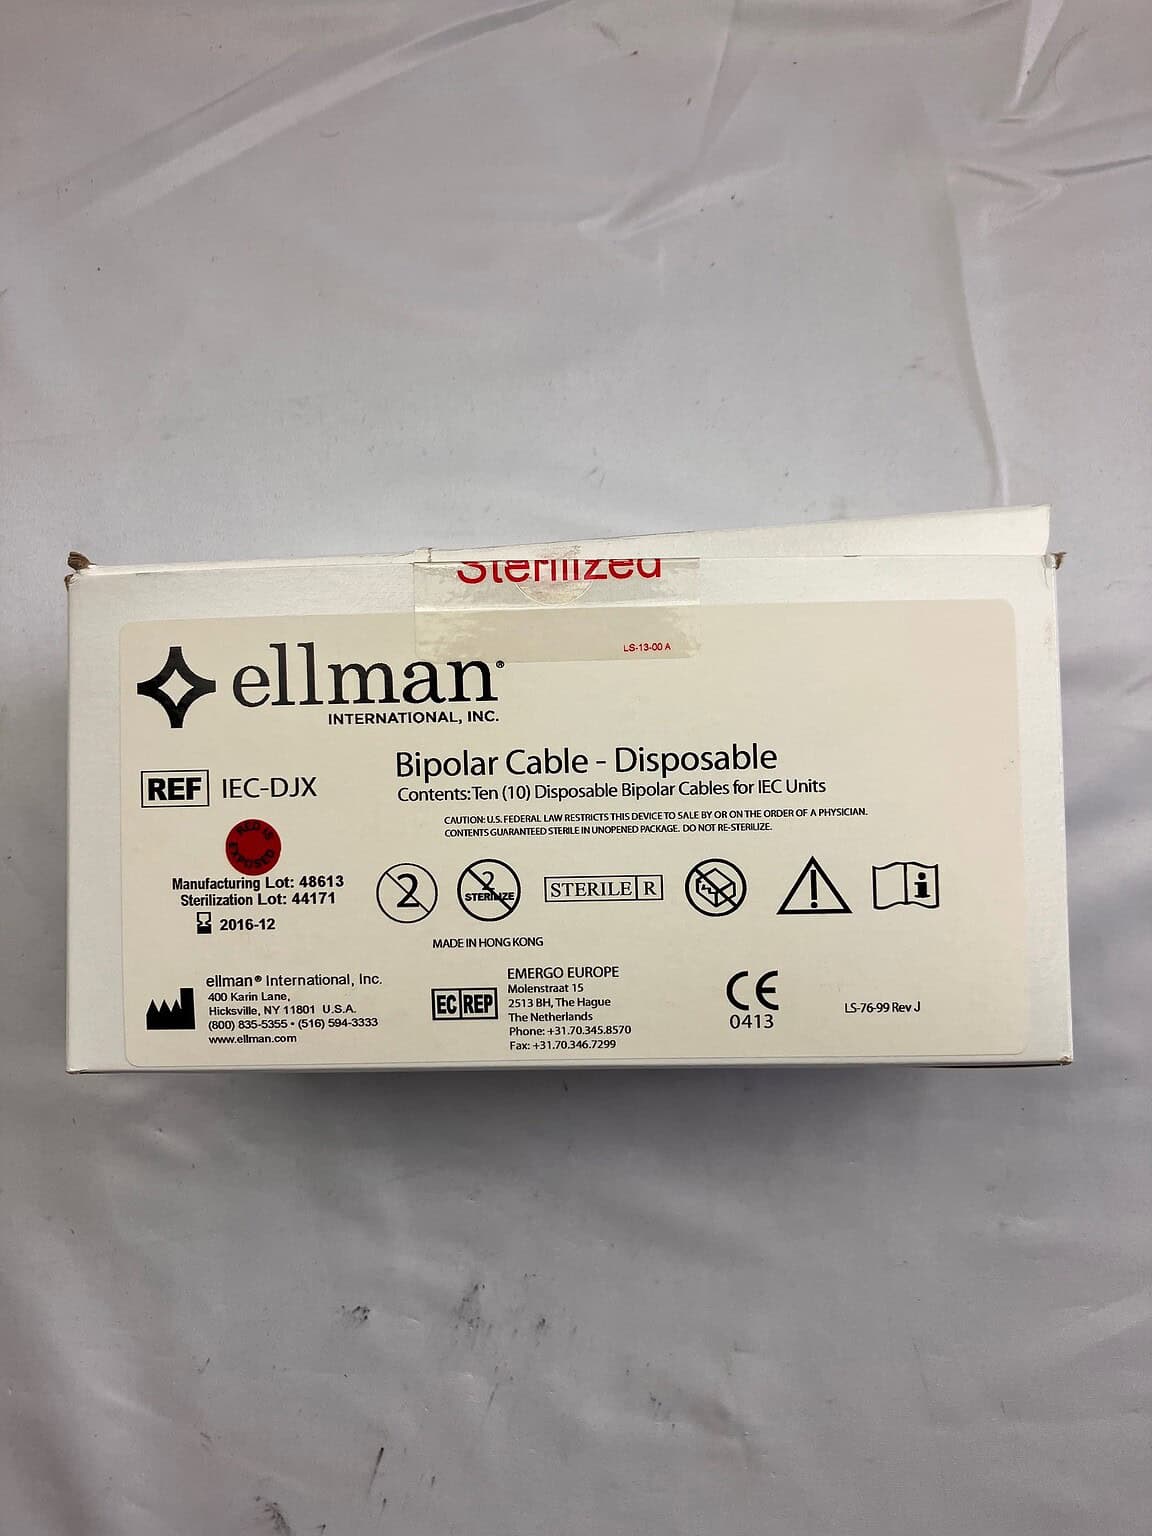 Sterilized
LS-13-00 A
ellman®
INTERNATIONAL, INC.
Bipolar Cable - Disposable
REF IEC-DJX
Contents:Ten (10) Disposable Bipolar Cables for IEC Units
CAUTION: U.S. FEDERAL LAW RESTRICTS THIS DEVICE TO SALE BY OR ON THE ORDER OF A PHYSICIAN.
CONTENTS GUARANTEED STERILE IN UNOPENED PACKAGE. DO NOT RE-STERILIZE.
RED IS
EXPOSED
Manufacturing Lot: 48613
Sterilization Lot: 44171
2016-12
2
2
STERILIZE
STERILE R
MADE IN HONG KONG
ellman® International, Inc.
400 Karin Lane,
Hicksville, NY 11801 U.S.A.
(800) 835-5355 • (516) 594-3333
www.ellman.com
EC REP
EMERGO EUROPE
Molenstraat 15
2513 BH, The Hague
The Netherlands
Phone: +31.70.345.8570
Fax: +31.70.346.7299
CE
0413
LS-76-99 Rev J